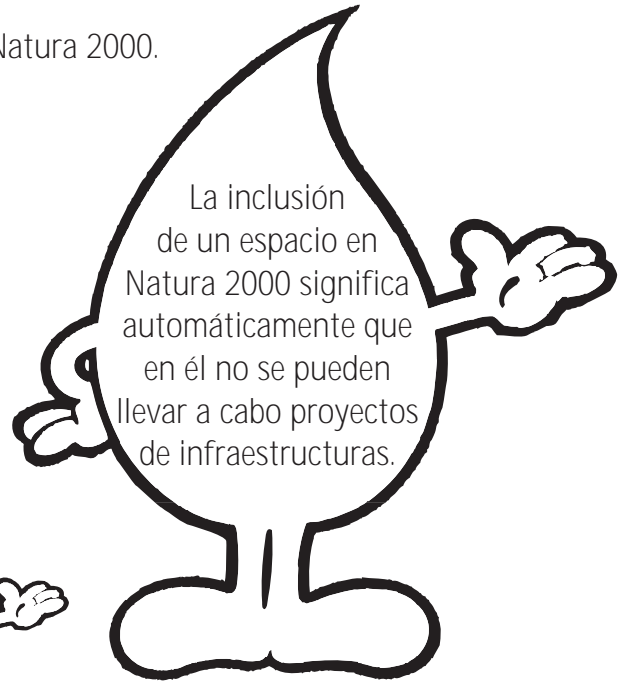 Natura 2000.
La inclusión
de un espacio en
Natura 2000 significa
automáticamente que
en él no se pueden
llevar a cabo proyectos
de infraestructuras.